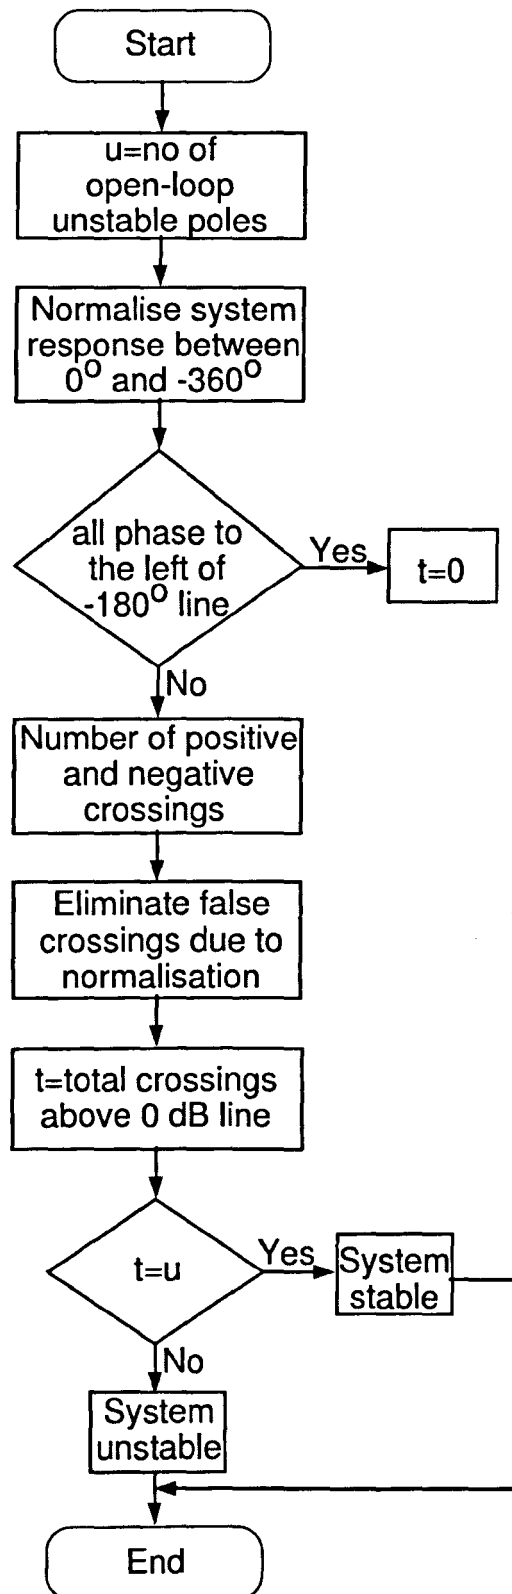 Start
u=no of
open-loop
unstable poles
Normalise system
response between
0° and -360°
all phase to
the left of
-180° line
Yes
t=0
No
Number of positive
and negative
crossings
Eliminate false
crossings due to
normalisation
t=total crossings
above 0 dB line
t=u
Yes
System
stable
No
System
unstable
End